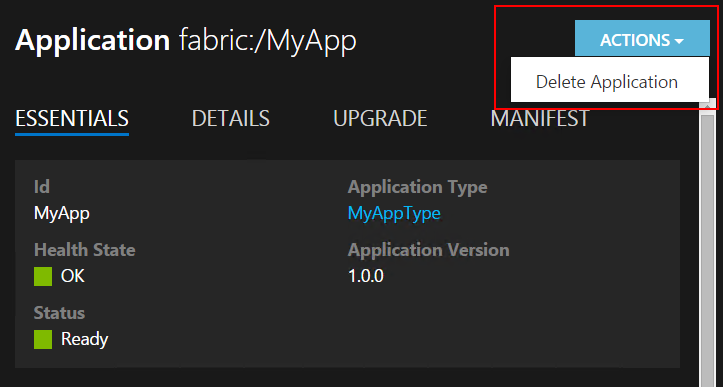 Application fabric:/MyApp
ACTIONS
Delete Application
ESSENTIALS DETAILS UPGRADE MANIFEST
Id
MyApp
Application Type
MyAppType
Health State
OK
Application Version
1.0.0
Status
Ready